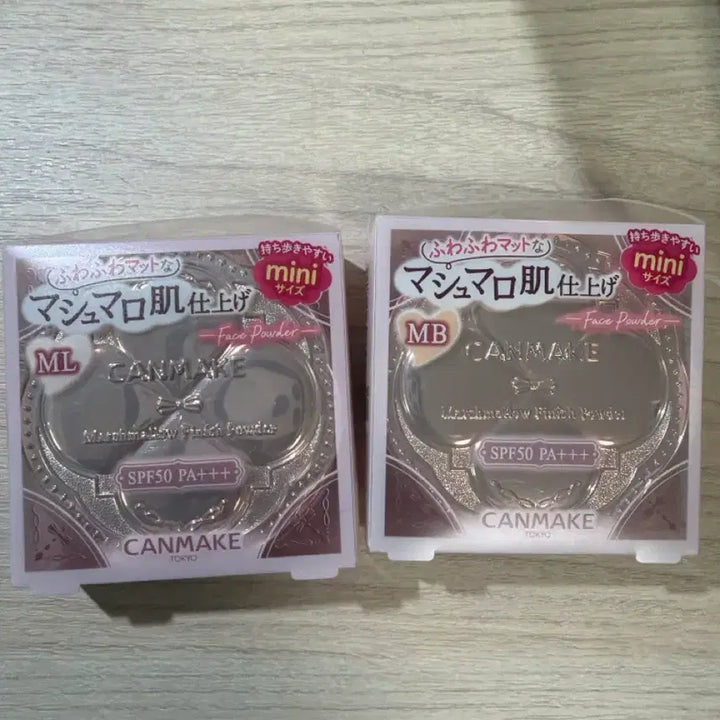 ふわふわマットな
マシュマロ肌仕上げ
持ち歩きやすい
mini
サイズ
Face Powder
ML
CANMAKE
Marshmallow Finish Powder
SPF50 PA+++
CANMAKE
TOKYO
ふわふわマットな
マシュマロ肌仕上げ
持ち歩きやすい
mini
サイズ
Face Powder
MB
CANMAKE
Marshmallow Finish Powder
SPF50 PA+++
CANMAKE
TOKYO